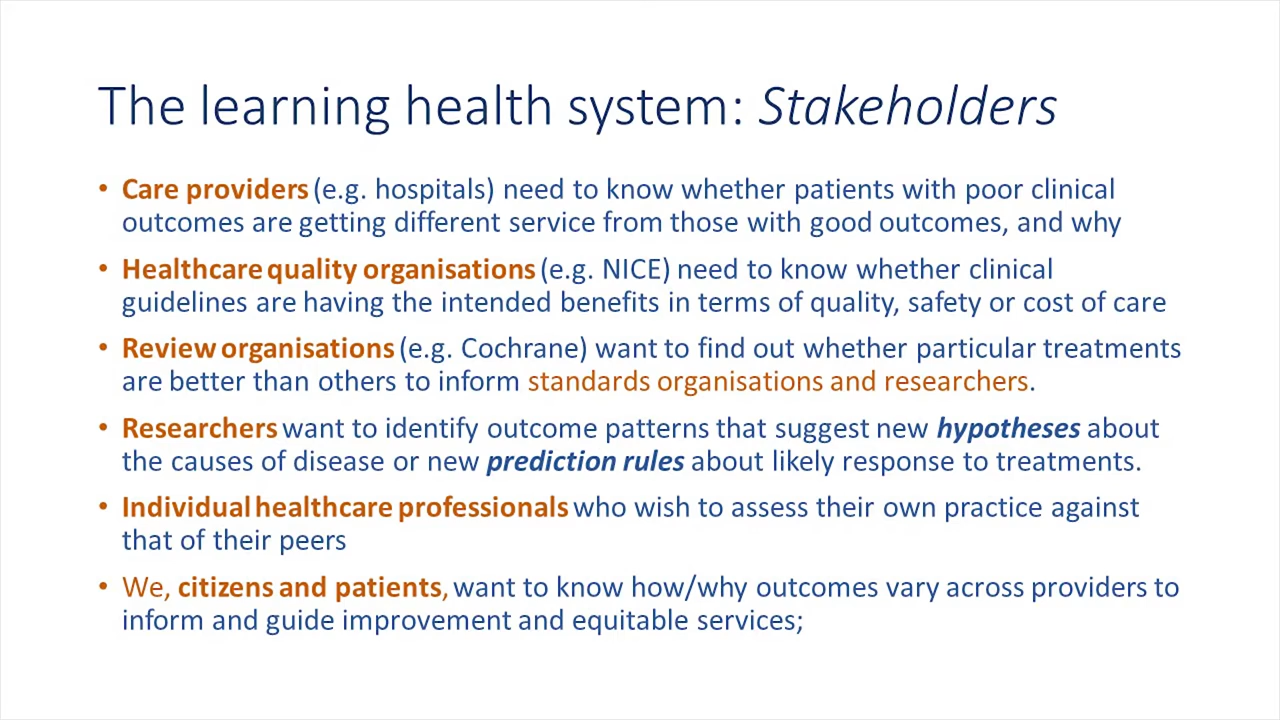 The learning health system: Stakeholders
• Care providers (e.g. hospitals) need to know whether patients with poor clinical
outcomes are getting different service from those with good outcomes, and why
• Healthcare quality organisations (e.g. NICE) need to know whether clinical
guidelines are having the intended benefits in terms of quality, safety or cost of care
• Review organisations (e.g. Cochrane) want to find out whether particular treatments
are better than others to inform standards organisations and researchers.
• Researchers want to identify outcome patterns that suggest new hypotheses about
the causes of disease or new prediction rules about likely response to treatments.
• Individual healthcare professionals who wish to assess their own practice against
that of their peers
• We, citizens and patients, want to know how/why outcomes vary across providers to
inform and guide improvement and equitable services;